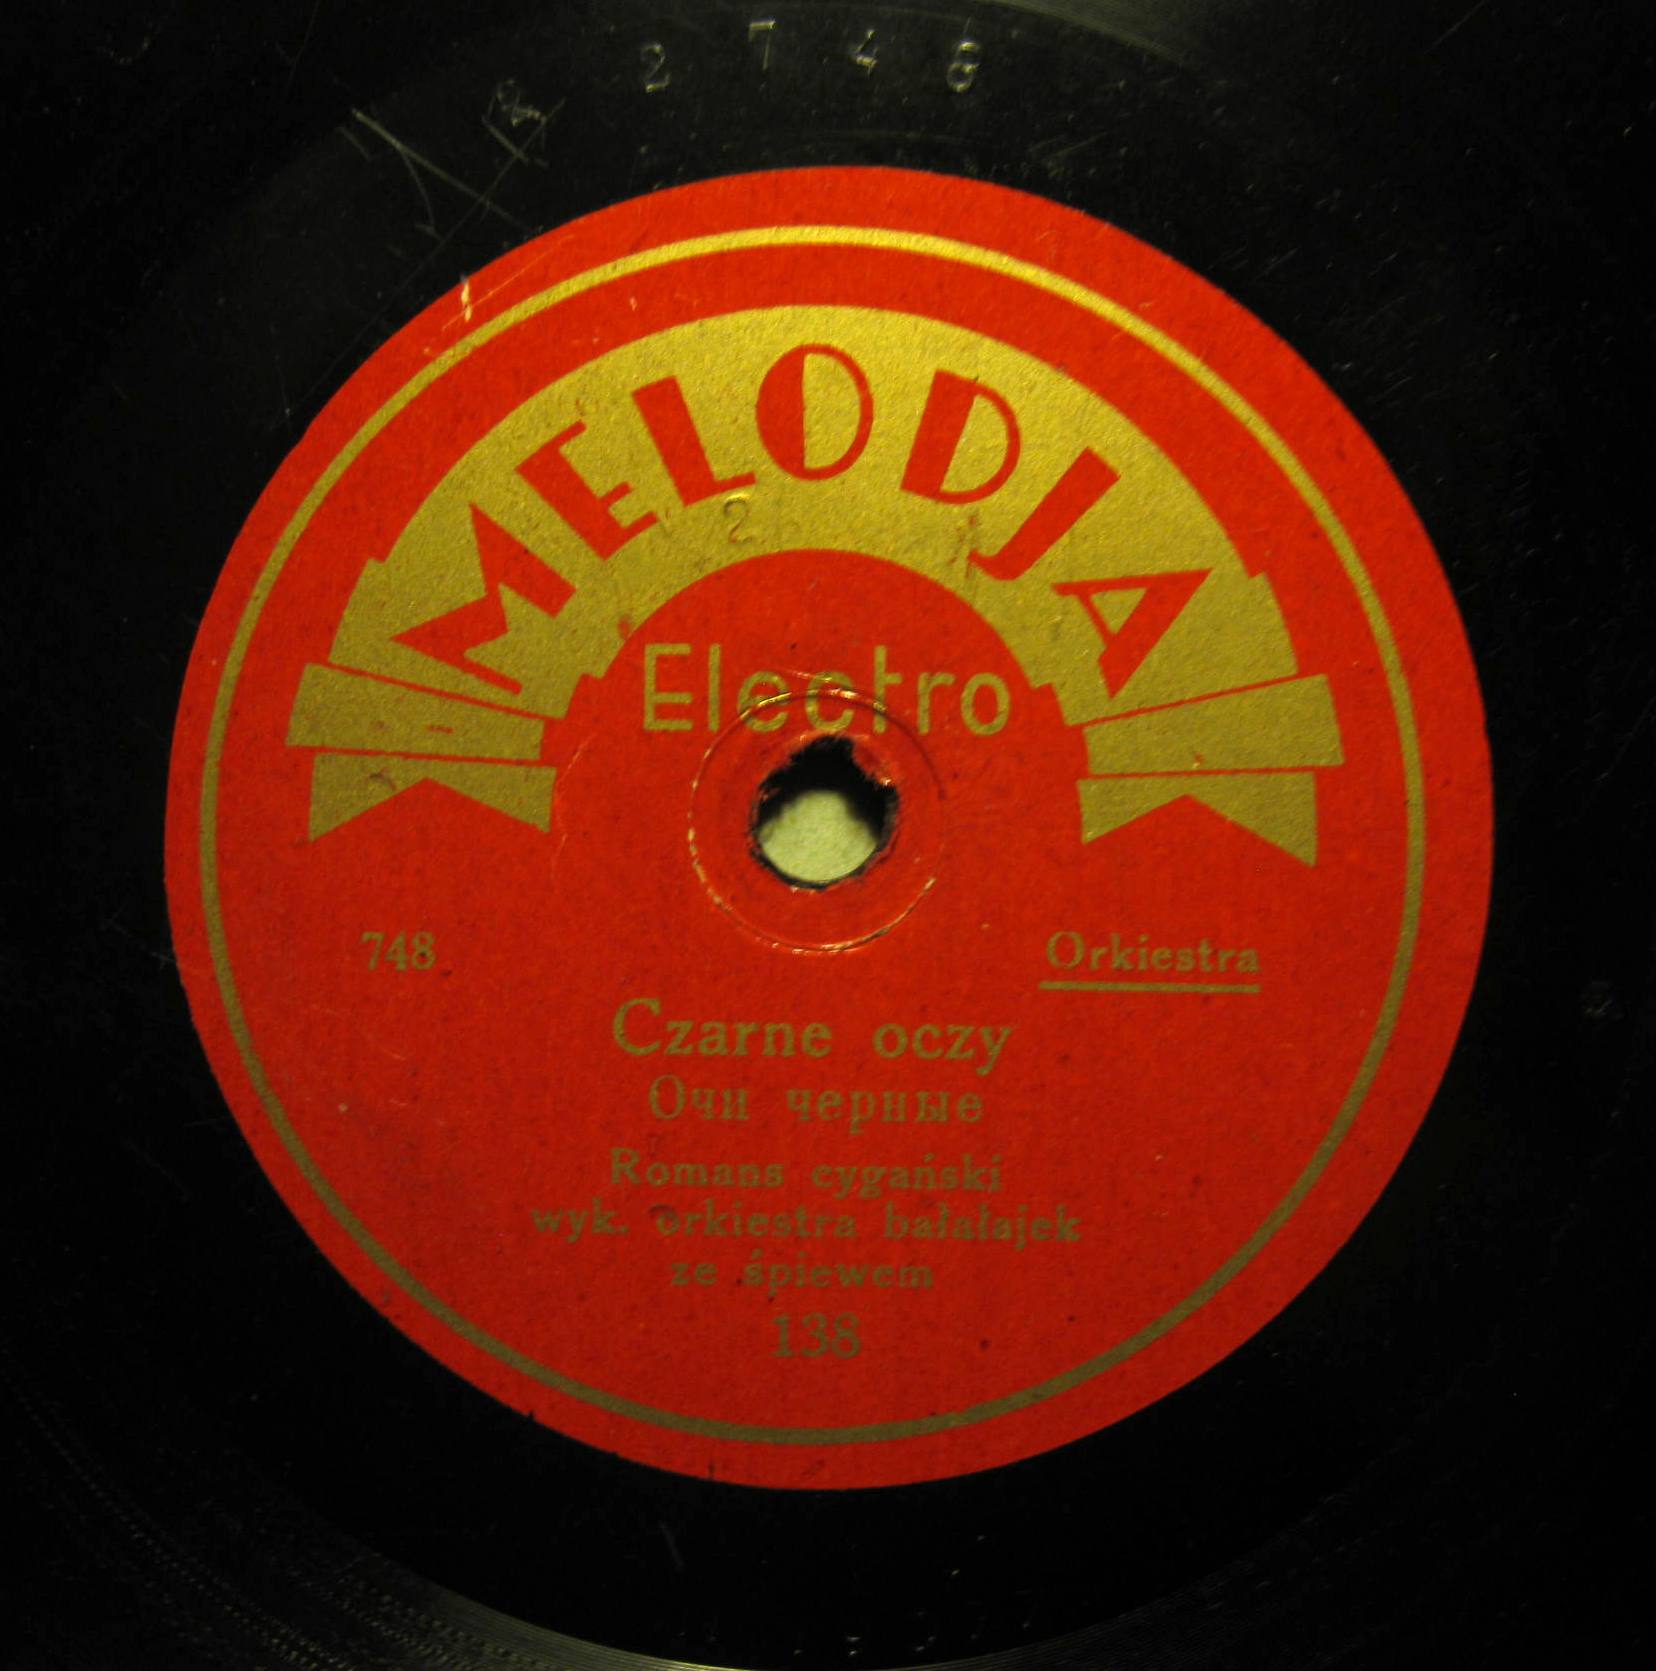 2746
MELODJA
2
Electro
748
Orkiestra
Czarne oczy
Очи черные
Romans cygański
wyk. orkiestra bałałajek
ze śpiewem
138